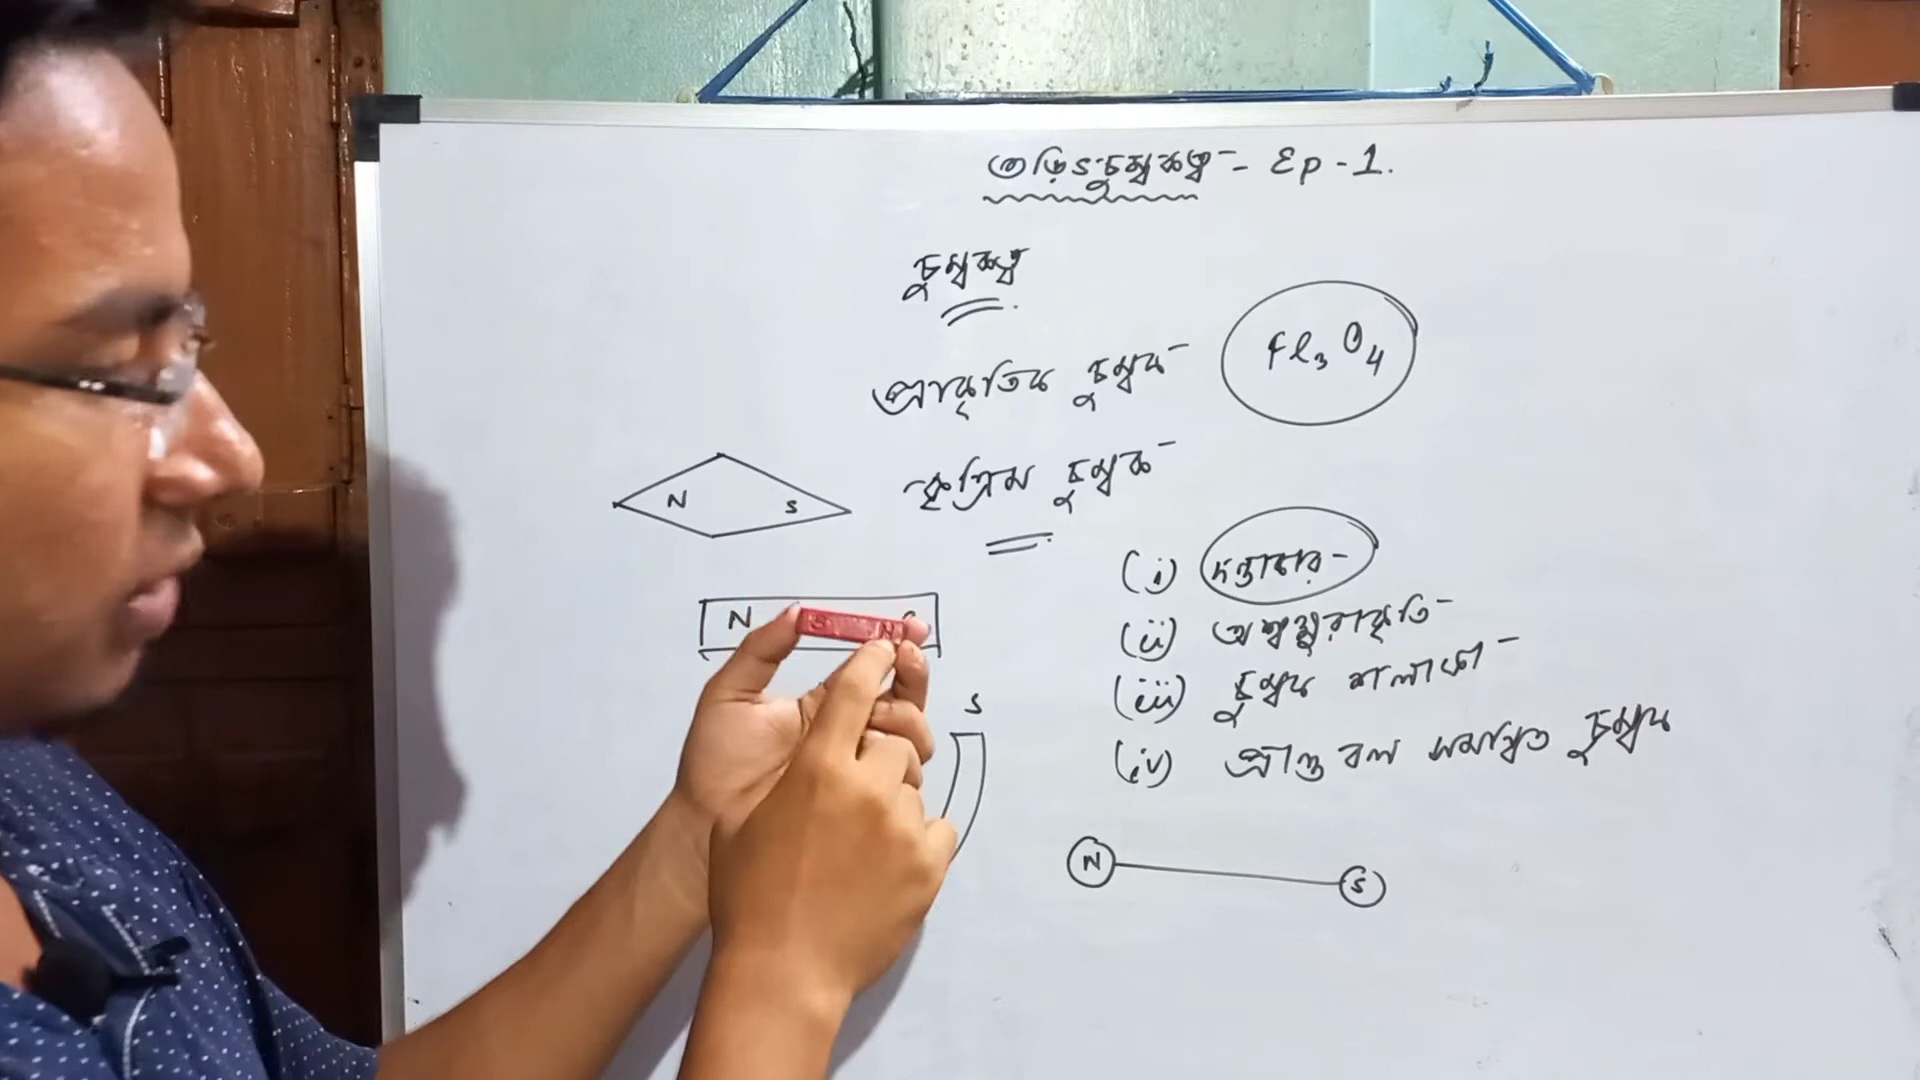 তড়িৎচুম্বকত্ব - Ep - 1.
চুম্বকত্ব
প্রাকৃতিক চুম্বক - Fe3O4
কৃত্রিম চুম্বক -
(i) দণ্ডাকার -
(ii) অশ্বক্ষুরাকৃতি -
(iii) চুম্বক শলাকা -
(iv) প্রান্ত বল সমন্বিত চুম্বক
N S
N S
S N
S
N S